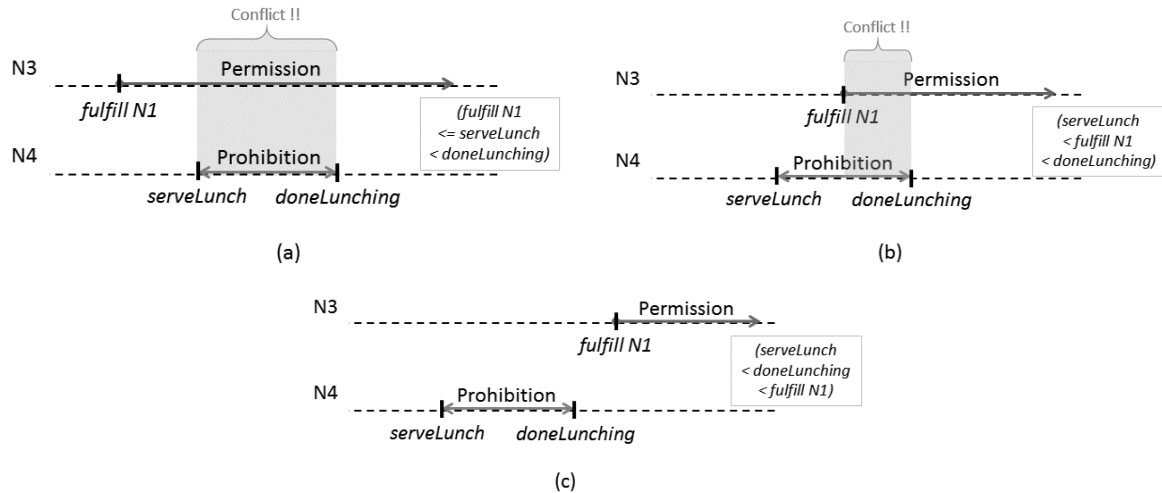 Conflict !!
N3
Permission
fulfill N1
(fulfill N1
<= serveLunch
< doneLunching)
N4
Prohibition
serveLunch
doneLunching
(a)
Conflict !!
N3
Permission
fulfill N1
(serveLunch
< fulfill N1
< doneLunching)
N4
Prohibition
serveLunch
doneLunching
(b)
N3
Permission
fulfill N1
(serveLunch
< doneLunching
< fulfill N1)
N4
Prohibition
serveLunch
doneLunching
(c)